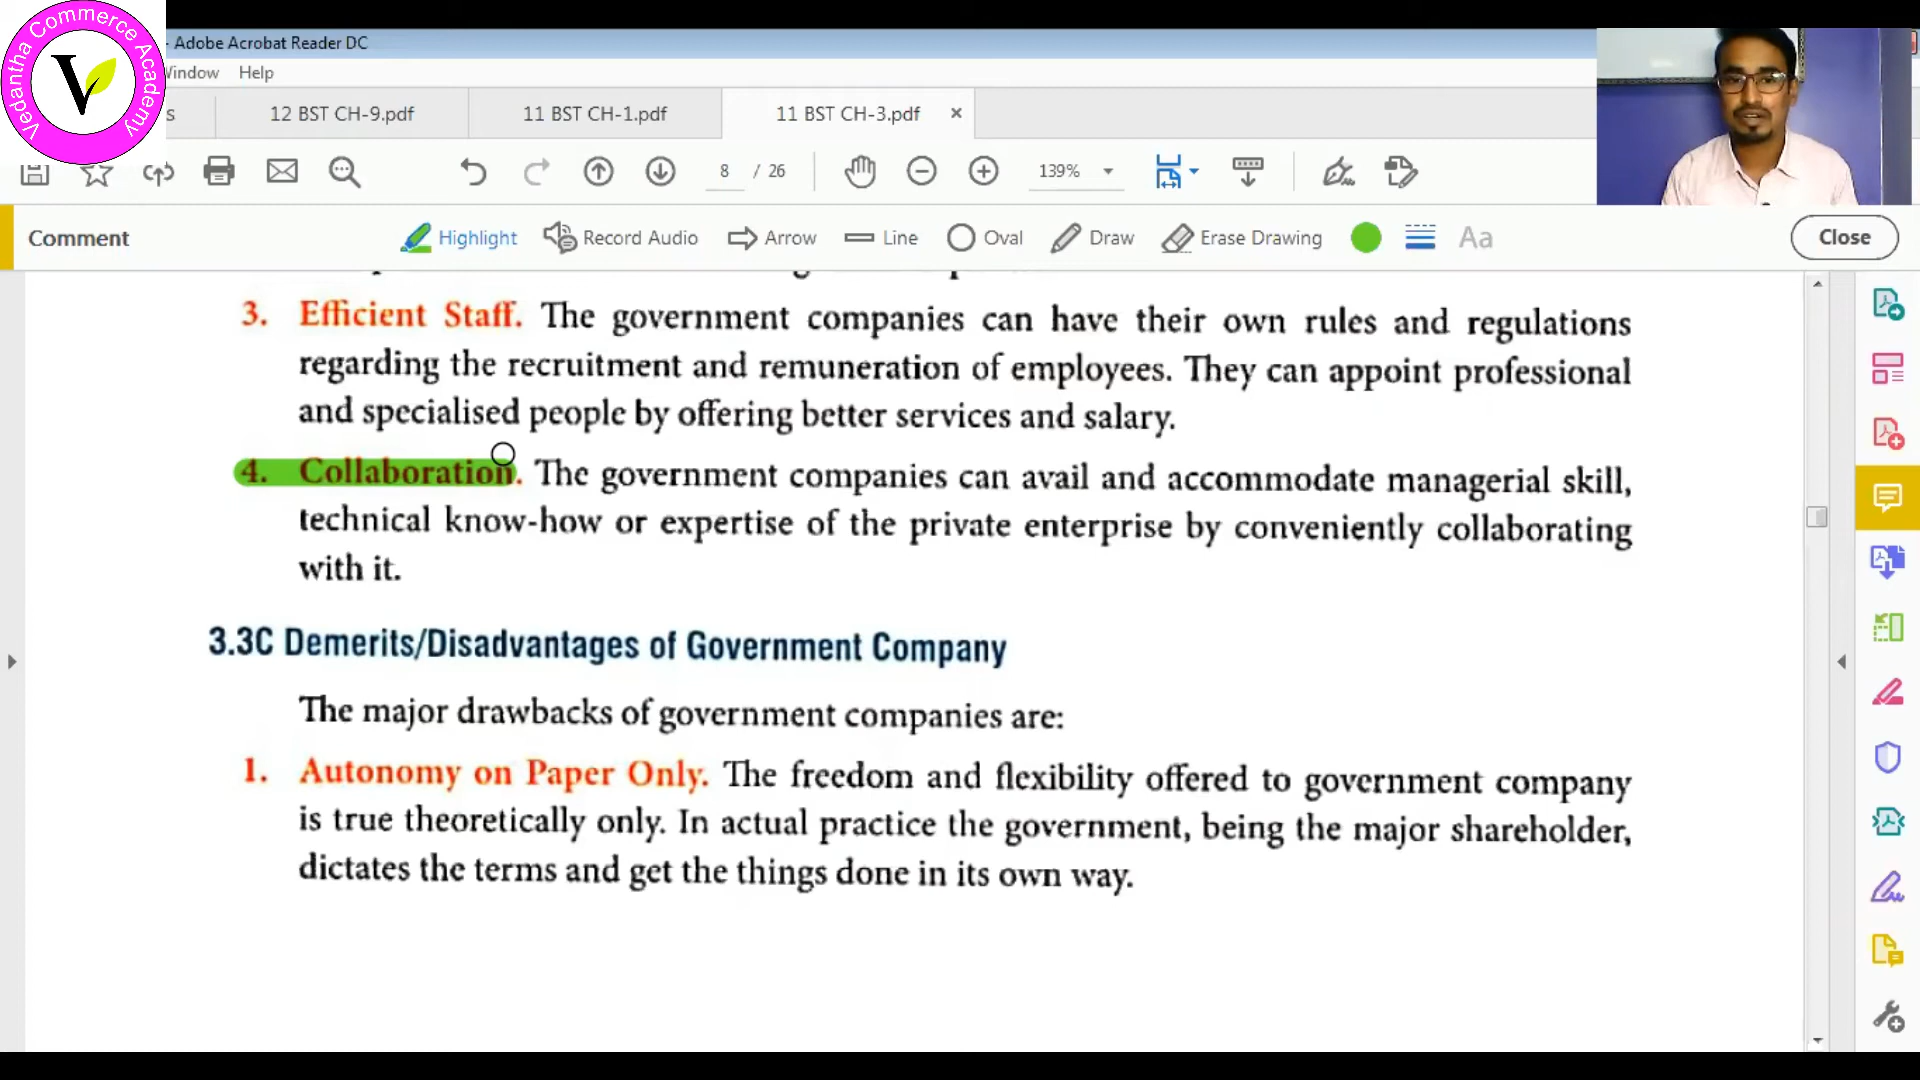 Vedantha Commerce Academy
V
- Adobe Acrobat Reader DC
Window Help
s 12 BST CH-9.pdf 11 BST CH-1.pdf 11 BST CH-3.pdf ×
8 / 26 139%
Comment Highlight Record Audio Arrow Line Oval Draw Erase Drawing Aa Close
3. Efficient Staff. The government companies can have their own rules and regulations
regarding the recruitment and remuneration of employees. They can appoint professional
and specialised people by offering better services and salary.
4. Collaboration. The government companies can avail and accommodate managerial skill,
technical know-how or expertise of the private enterprise by conveniently collaborating
with it.
3.3C Demerits/Disadvantages of Government Company
The major drawbacks of government companies are:
1. Autonomy on Paper Only. The freedom and flexibility offered to government company
is true theoretically only. In actual practice the government, being the major shareholder,
dictates the terms and get the things done in its own way.